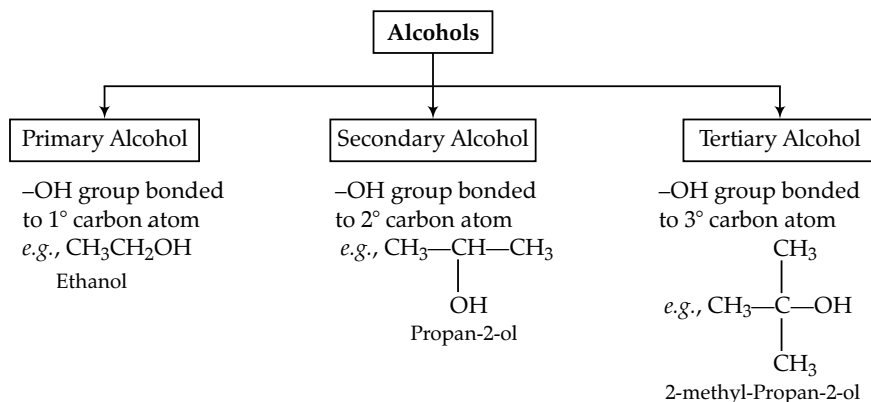 Alcohols
Primary Alcohol
–OH group bonded
to 1° carbon atom
e.g., CH₃CH₂OH
Ethanol
Secondary Alcohol
–OH group bonded
to 2° carbon atom
e.g., CH₃—CH—CH₃
OH
Propan-2-ol
Tertiary Alcohol
–OH group bonded
to 3° carbon atom
CH₃
e.g., CH₃—C—OH
CH₃
2-methyl-Propan-2-ol